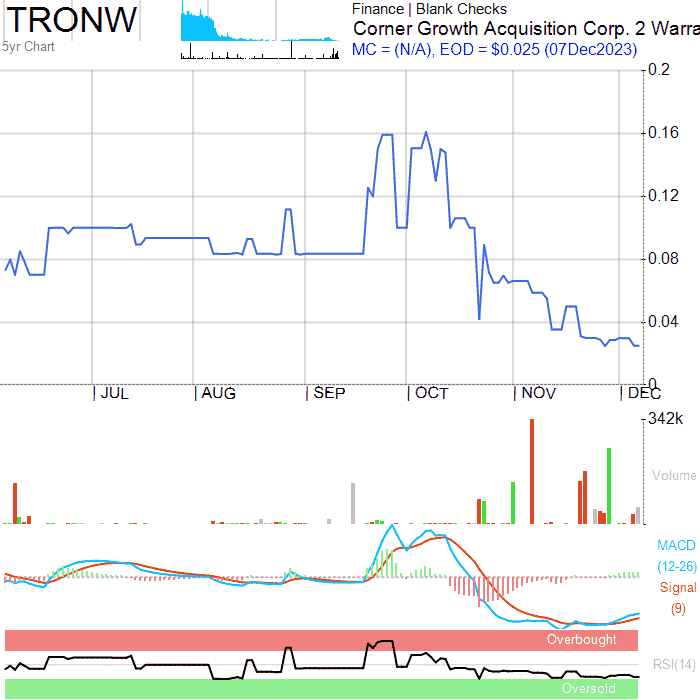 TRONW
5yr Chart
Finance | Blank Checks
Corner Growth Acquisition Corp. 2 Warra
MC = (N/A), EOD = $0.025 (07Dec2023)
0.2
0.16
0.12
0.08
0.04
0
JUL AUG SEP OCT NOV DEC
342k
Volume
MACD
(12-26)
Signal
(9)
Overbought
RSI(14)
Oversold